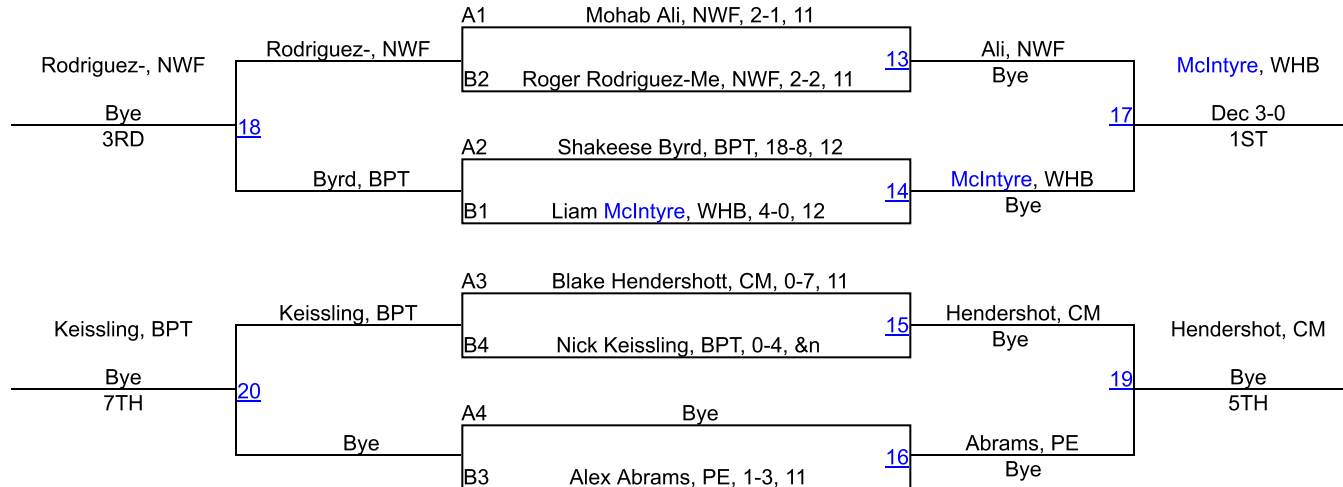 A1 Mohab Ali, NWF, 2-1, 11
Rodriguez-, NWF Ali, NWF
Rodriguez-, NWF 13 McIntyre, WHB
B2 Roger Rodriguez-Me, NWF, 2-2, 11 Bye
Bye 18 17 Dec 3-0
3RD 1ST
A2 Shakeese Byrd, BPT, 18-8, 12
Byrd, BPT 14 McIntyre, WHB
B1 Liam McIntyre, WHB, 4-0, 12 Bye
A3 Blake Hendershott, CM, 0-7, 11
Keissling, BPT Hendershot, CM
Keissling, BPT 15 Hendershot, CM
B4 Nick Keissling, BPT, 0-4, &n Bye
Bye 20 19 Bye
7TH 5TH
A4 Bye
Bye 16 Abrams, PE
B3 Alex Abrams, PE, 1-3, 11 Bye